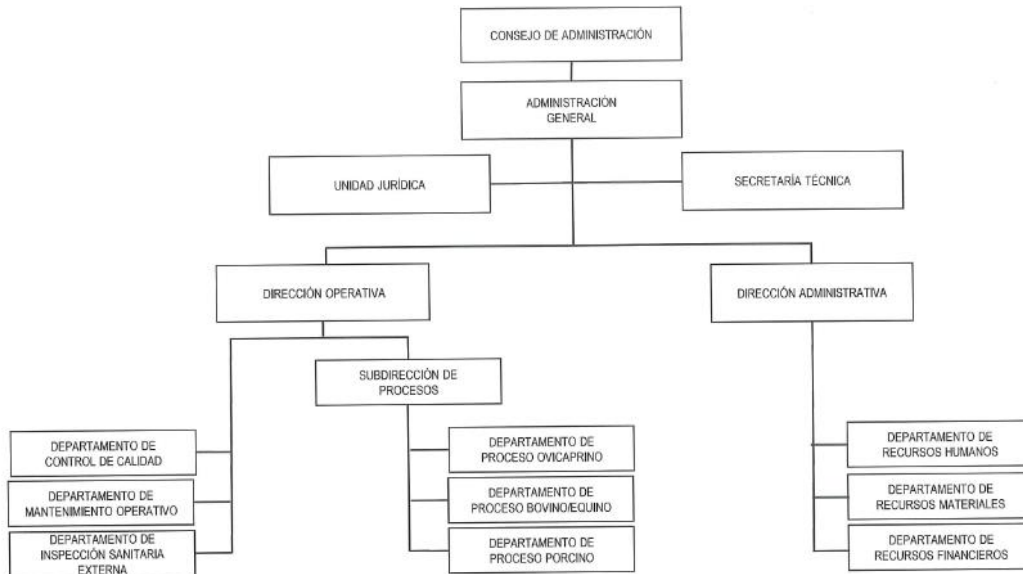 CONSEJO DE ADMINISTRACIÓN
ADMINISTRACIÓN
GENERAL
UNIDAD JURÍDICA
SECRETARÍA TÉCNICA
DIRECCIÓN OPERATIVA
DIRECCIÓN ADMINISTRATIVA
SUBDIRECCIÓN DE
PROCESOS
DEPARTAMENTO DE
CONTROL DE CALIDAD
DEPARTAMENTO DE
MANTENIMIENTO OPERATIVO
DEPARTAMENTO DE
INSPECCIÓN SANITARIA
EXTERNA
DEPARTAMENTO DE
PROCESO OVICAPRINO
DEPARTAMENTO DE
PROCESO BOVINO/EQUINO
DEPARTAMENTO DE
PROCESO PORCINO
DEPARTAMENTO DE
RECURSOS HUMANOS
DEPARTAMENTO DE
RECURSOS MATERIALES
DEPARTAMENTO DE
RECURSOS FINANCIEROS